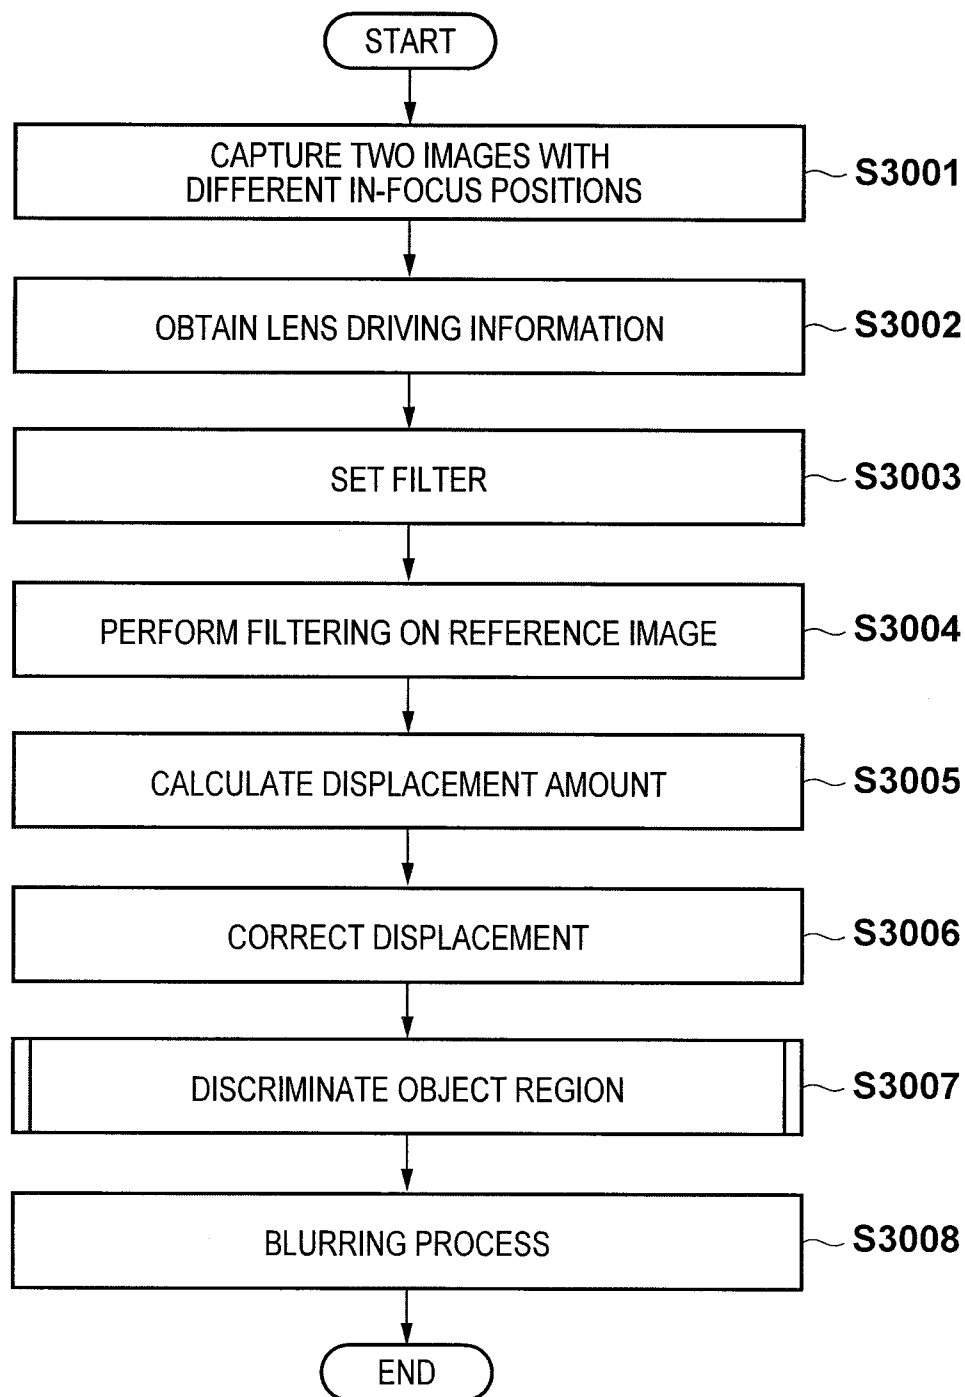 START
CAPTURE TWO IMAGES WITH
DIFFERENT IN-FOCUS POSITIONS
S3001
OBTAIN LENS DRIVING INFORMATION
S3002
SET FILTER
S3003
PERFORM FILTERING ON REFERENCE IMAGE
S3004
CALCULATE DISPLACEMENT AMOUNT
S3005
CORRECT DISPLACEMENT
S3006
DISCRIMINATE OBJECT REGION
S3007
BLURRING PROCESS
S3008
END